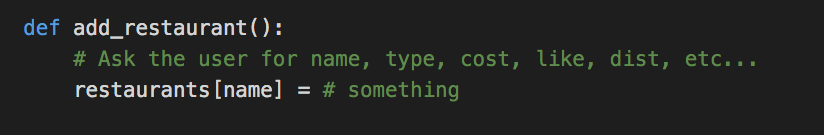 def add_restaurant():
    # Ask the user for name, type, cost, like, dist, etc...
    restaurants[name] = # something